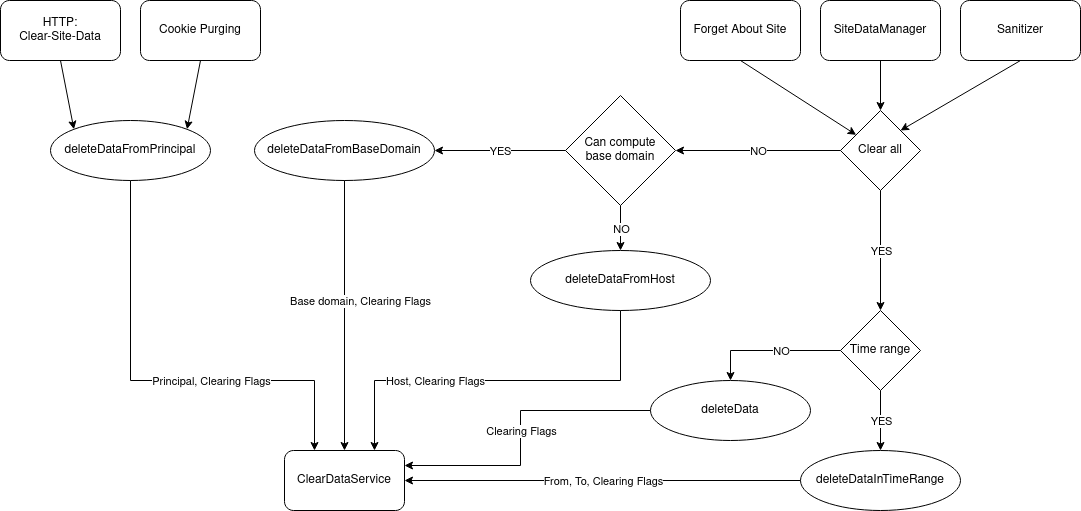 HTTP:
Clear-Site-Data
Cookie Purging
Forget About Site
SiteDataManager
Sanitizer
deleteDataFromPrincipal
deleteDataFromBaseDomain
YES
Can compute
base domain
NO
Clear all
NO
YES
deleteDataFromHost
Base domain, Clearing Flags
Time range
NO
Principal, Clearing Flags
Host, Clearing Flags
deleteData
YES
Clearing Flags
ClearDataService
From, To, Clearing Flags
deleteDataInTimeRange